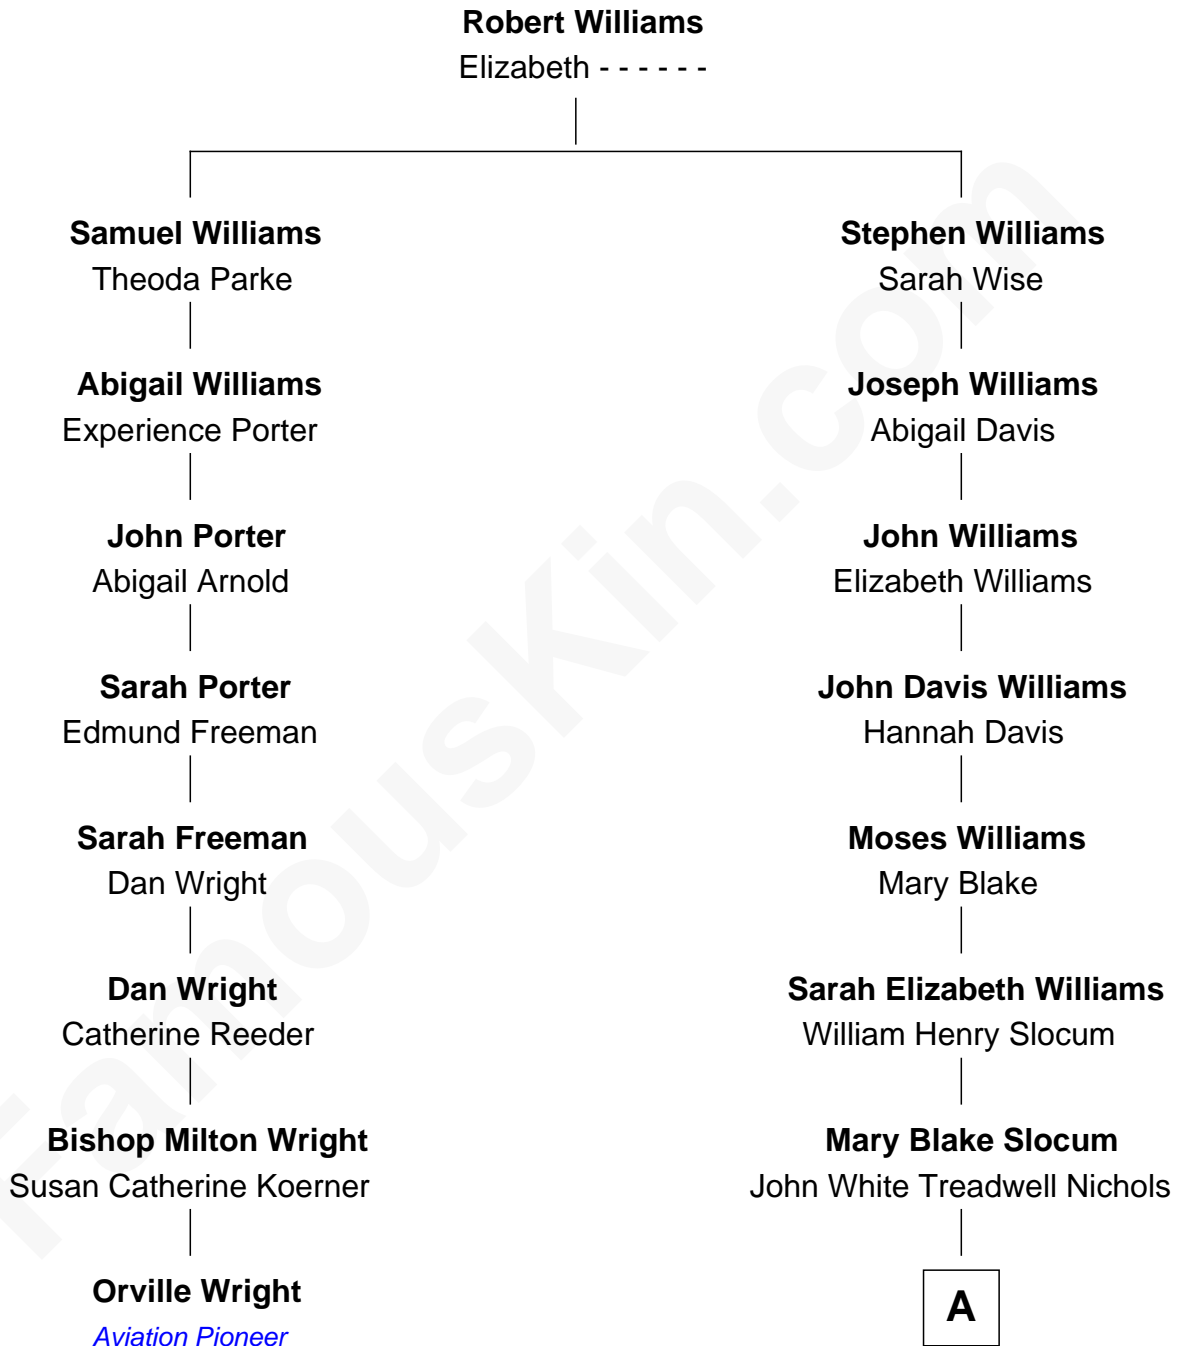 Robert Williams
Elizabeth - - - - - -
Samuel Williams
Theoda Parke
Stephen Williams
Sarah Wise
Abigail Williams
Experience Porter
Joseph Williams
Abigail Davis
John Porter
Abigail Arnold
John Williams
Elizabeth Williams
Sarah Porter
Edmund Freeman
John Davis Williams
Hannah Davis
Sarah Freeman
Dan Wright
Moses Williams
Mary Blake
Dan Wright
Catherine Reeder
Sarah Elizabeth Williams
William Henry Slocum
Bishop Milton Wright
Susan Catherine Koerner
Mary Blake Slocum
John White Treadwell Nichols
Orville Wright
Aviation Pioneer
A
FamousKin.com